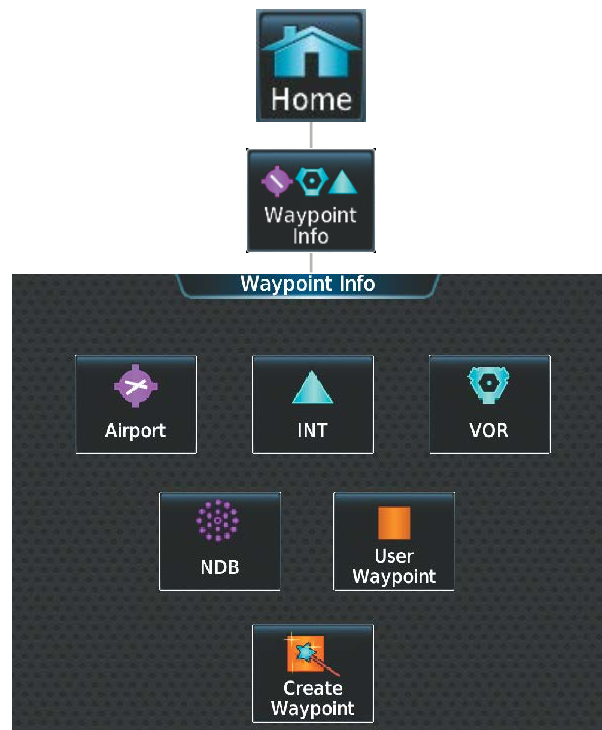 Home
Waypoint
Info
Waypoint Info
Airport
INT
VOR
NDB
User
Waypoint
Create
Waypoint